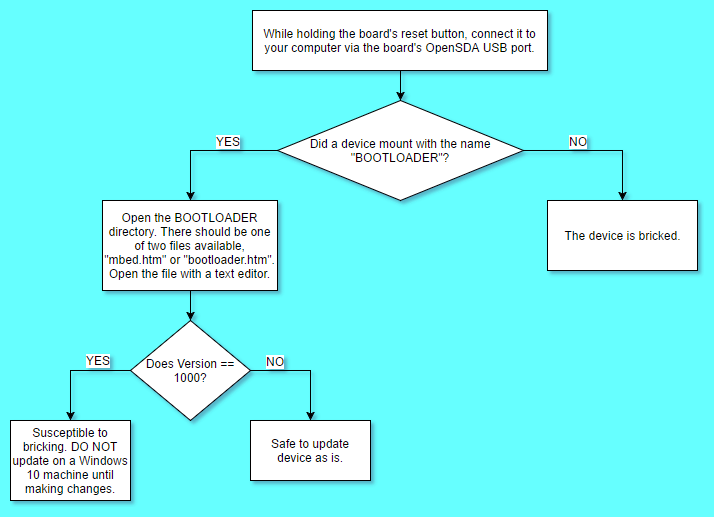 While holding the board's reset button, connect it to
your computer via the board's OpenSDA USB port.
Did a device mount with the name
"BOOTLOADER"?
YES
NO
Open the BOOTLOADER
directory. There should be one
of two files available,
"mbed.htm" or "bootloader.htm".
Open the file with a text editor.
The device is bricked.
Does Version ==
1000?
YES
NO
Susceptible to
bricking. DO NOT
update on a Windows
10 machine until
making changes.
Safe to update
device as is.